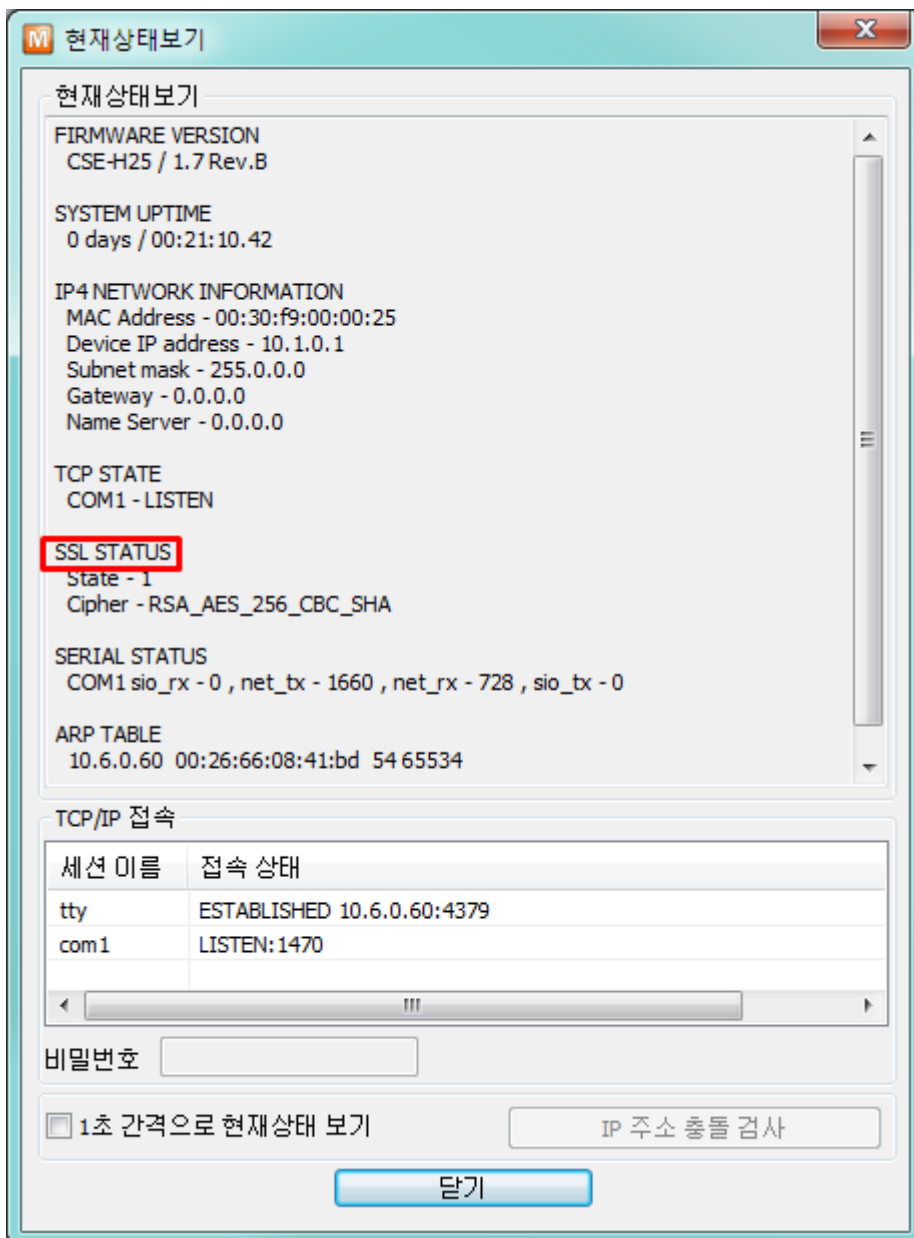 M 현재상태보기
현재상태보기
FIRMWARE VERSION
CSE-H25 / 1.7 Rev.B
SYSTEM UPTIME
0 days / 00:21:10.42
IP4 NETWORK INFORMATION
MAC Address - 00:30:f9:00:00:25
Device IP address - 10.1.0.1
Subnet mask - 255.0.0.0
Gateway - 0.0.0.0
Name Server - 0.0.0.0
TCP STATE
COM1 - LISTEN
SSL STATUS
State - 1
Cipher - RSA_AES_256_CBC_SHA
SERIAL STATUS
COM1 sio_rx - 0 , net_tx - 1660 , net_rx - 728 , sio_tx - 0
ARP TABLE
10.6.0.60 00:26:66:08:41:bd 54 65534
TCP/IP 접속
세션 이름 접속 상태
tty ESTABLISHED 10.6.0.60:4379
com1 LISTEN:1470
비밀번호
1초 간격으로 현재상태 보기 IP 주소 충돌 검사
닫기